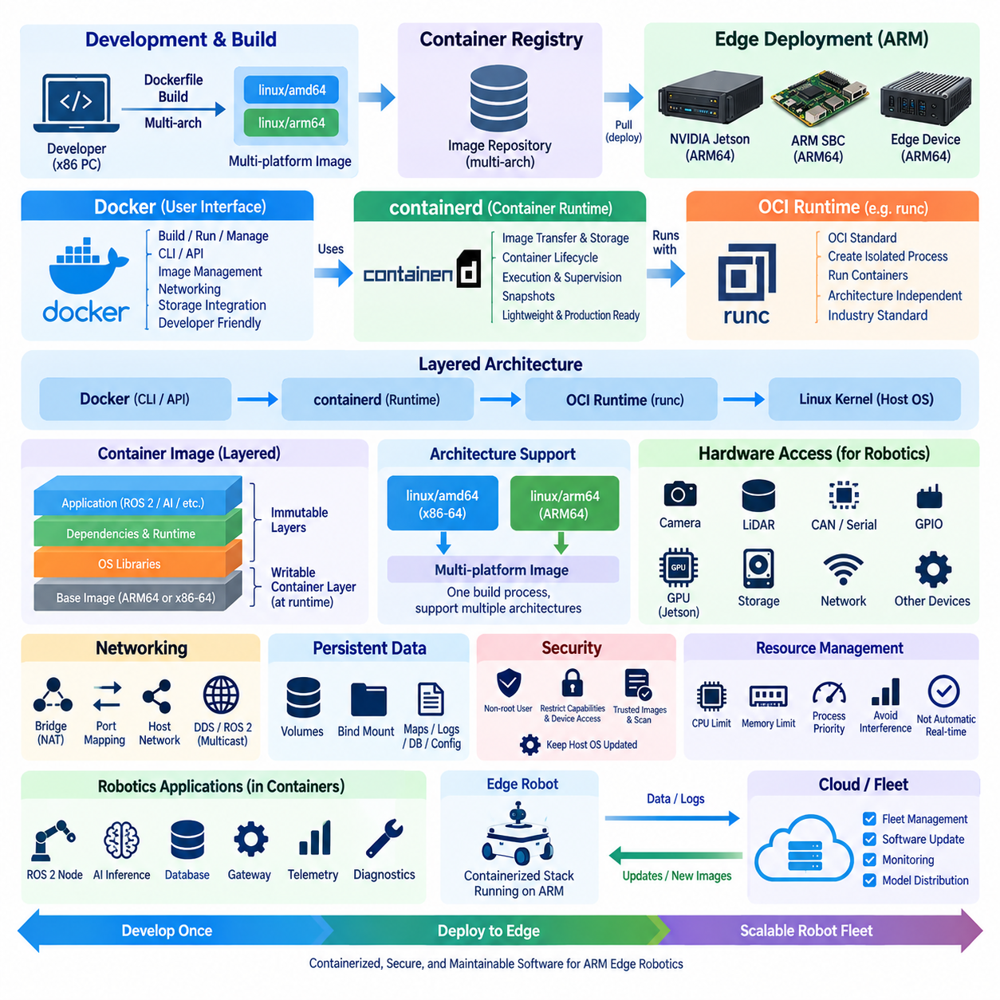 Development & Build
Developer
(x86 PC)
Dockerfile
Build
Multi-arch
linux/amd64
linux/arm64
Multi-platform Image
Container Registry
Image Repository
(multi-arch)
Pull
(deploy)
Edge Deployment (ARM)
NVIDIA Jetson
(ARM64)
ARM SBC
(ARM64)
Edge Device
(ARM64)
Docker (User Interface)
docker
Build / Run / Manage
CLI / API
Image Management
Networking
Storage Integration
Developer Friendly
Uses
containerd (Container Runtime)
containerd
Image Transfer & Storage
Container Lifecycle
Execution & Supervision
Snapshots
Lightweight & Production Ready
Runs
with
OCI Runtime (e.g. runc)
runc
OCI Standard
Create Isolated Process
Run Containers
Architecture Independent
Industry Standard
Layered Architecture
Docker (CLI / API)
containerd (Runtime)
OCI Runtime (runc)
Linux Kernel (Host OS)
Container Image (Layered)
Application (ROS 2 / AI / etc.)
Dependencies & Runtime
OS Libraries
Base Image (ARM64 or x86-64)
Immutable
Layers
Writable
Container Layer
(at runtime)
Architecture Support
linux/amd64
(x86-64)
linux/arm64
(ARM64)
Multi-platform Image
One build process,
support multiple architectures
Hardware Access (for Robotics)
Camera
LiDAR
CAN / Serial
GPIO
GPU
GPU
(Jetson)
Storage
Network
Other Devices
Networking
Bridge
(NAT)
Port
Mapping
Host
Network
DDS / ROS 2
(Multicast)
Persistent Data
Volumes
Bind Mount
Maps / Logs
/ DB / Config
Security
Non-root User
Restrict Capabilities
& Device Access
Trusted Images
& Scan
Keep Host OS Updated
Resource Management
CPU Limit
Memory Limit
Process
Priority
Avoid
Interference
Not Automatic
Real-time
Robotics Applications (in Containers)
ROS 2 Node
AI Inference
Database
Gateway
Telemetry
Diagnostics
Edge Robot
Containerized Stack
Running on ARM
Data / Logs
Updates / New Images
Cloud / Fleet
Fleet Management
Software Update
Monitoring
Model Distribution
Develop Once
Deploy to Edge
Scalable Robot Fleet
Containerized, Secure, and Maintainable Software for ARM Edge Robotics